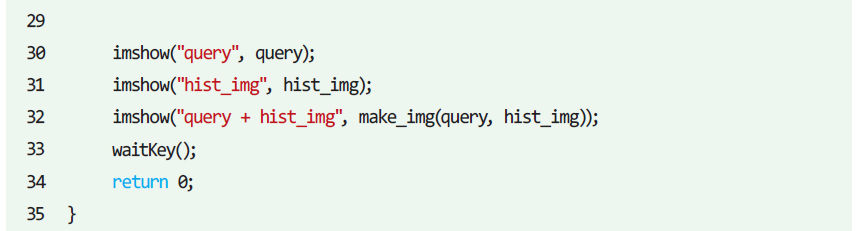 29
30 imshow("query", query);
31 imshow("hist_img", hist_img);
32 imshow("query + hist_img", make_img(query, hist_img));
33 waitKey();
34 return 0;
35 }